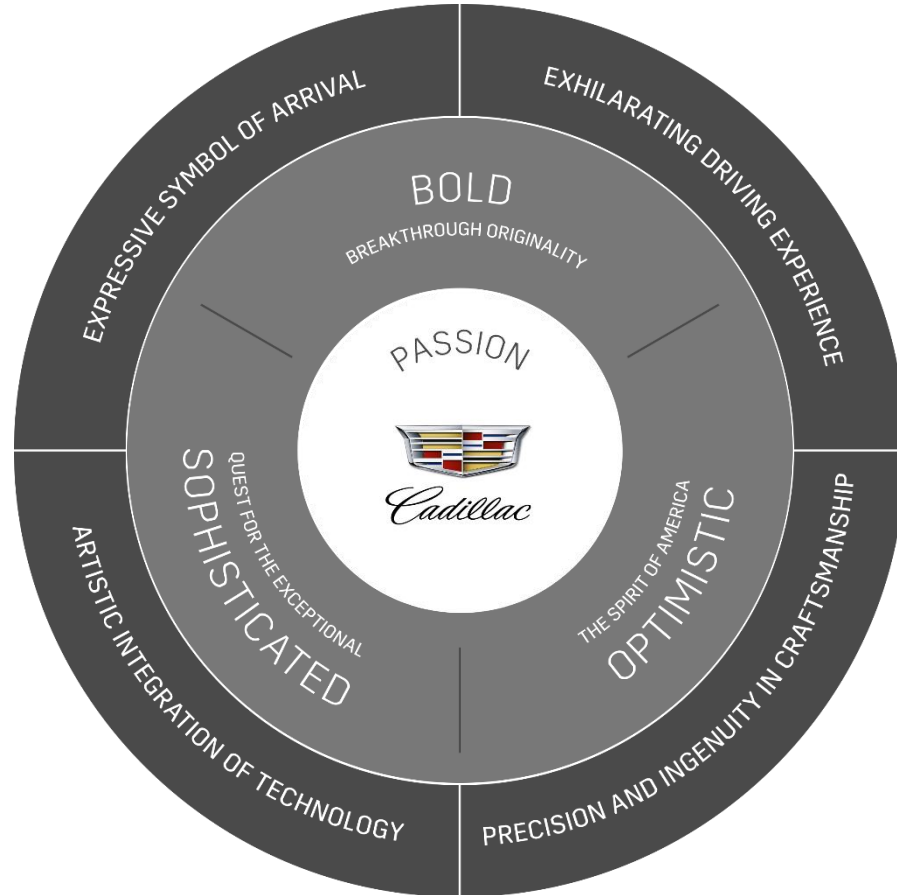 EXPRESSIVE SYMBOL OF ARRIVAL
EXHILARATING DRIVING EXPERIENCE
BOLD
BREAKTHROUGH ORIGINALITY
PASSION
Cadillac
QUEST FOR THE EXCEPTIONAL
SOPHISTICATED
THE SPIRIT OF AMERICA
OPTIMISTIC
ARTISTIC INTEGRATION OF TECHNOLOGY
PRECISION AND INGENUITY IN CRAFTSMANSHIP